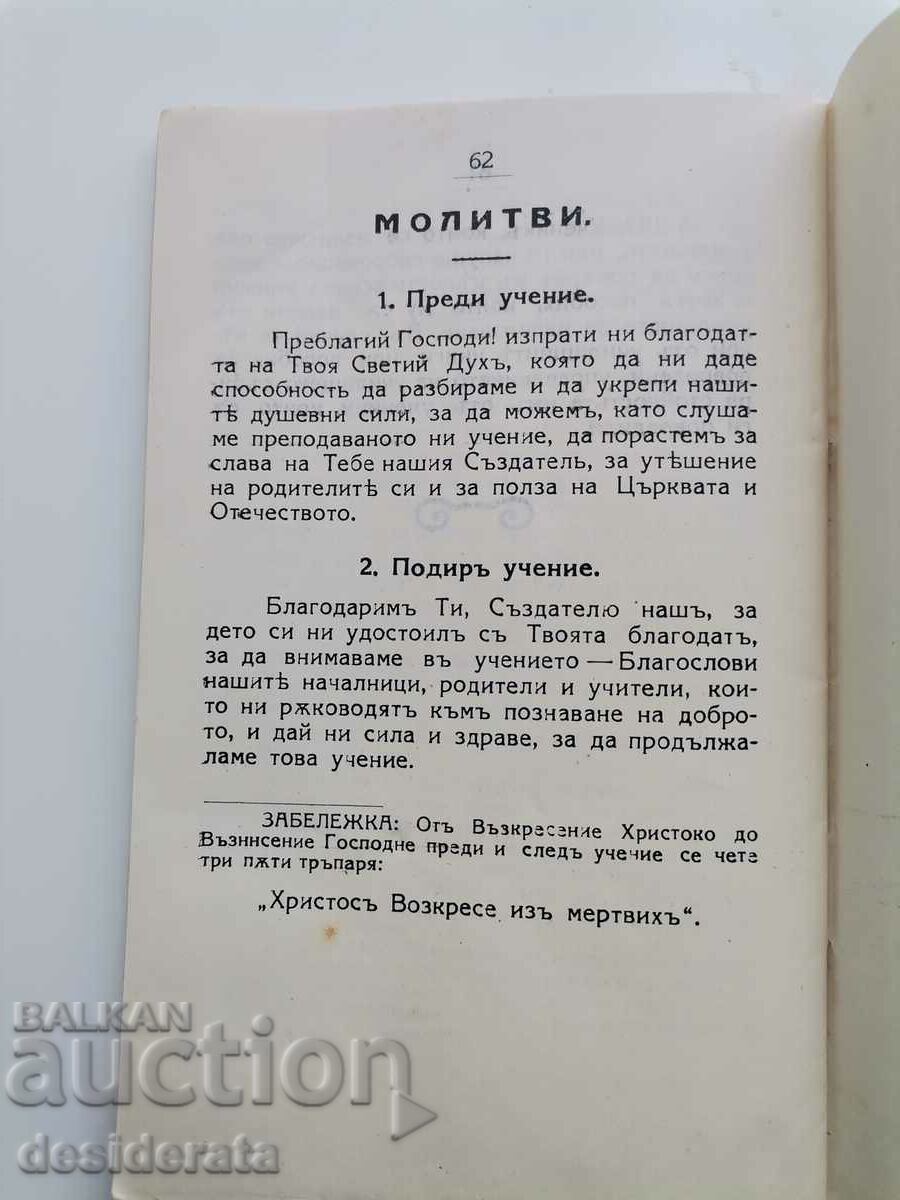 62
МОЛИТВИ.
1. Преди учение.
Преблагий Господи! изпрати ни благодат-
та на Твоя Светий Духъ, която да ни даде
способность да разбираме и да укрепи наши-
тѣ душевни сили, за да можемъ, като слуша-
ме преподаваното ни учение, да порастемъ за
слава на Тебе нашия Създатель, за утѣшение
на родителитѣ си и за полза на Църквата и
Отечеството.
2. Подиръ учение.
Благодаримъ Ти, Създателю нашъ, за
дето си ни удостоилъ съ Твоята благодать,
за да внимаваме въ учението — Благослови
нашитѣ началници, родители и учители, кои-
то ни рѫководятъ къмъ познаване на добро-
то, и дай ни сила и здраве, за да продължа-
ламе това учение.
ЗАБЕЛЕЖКА: Отъ Възкресение Христоко до
Възннсение Господне преди и следъ учение се чете
три пѫти тръпаря:
„Христосъ Возкресе изъ мертвихъ“.
BALKAN
auction
desiderata